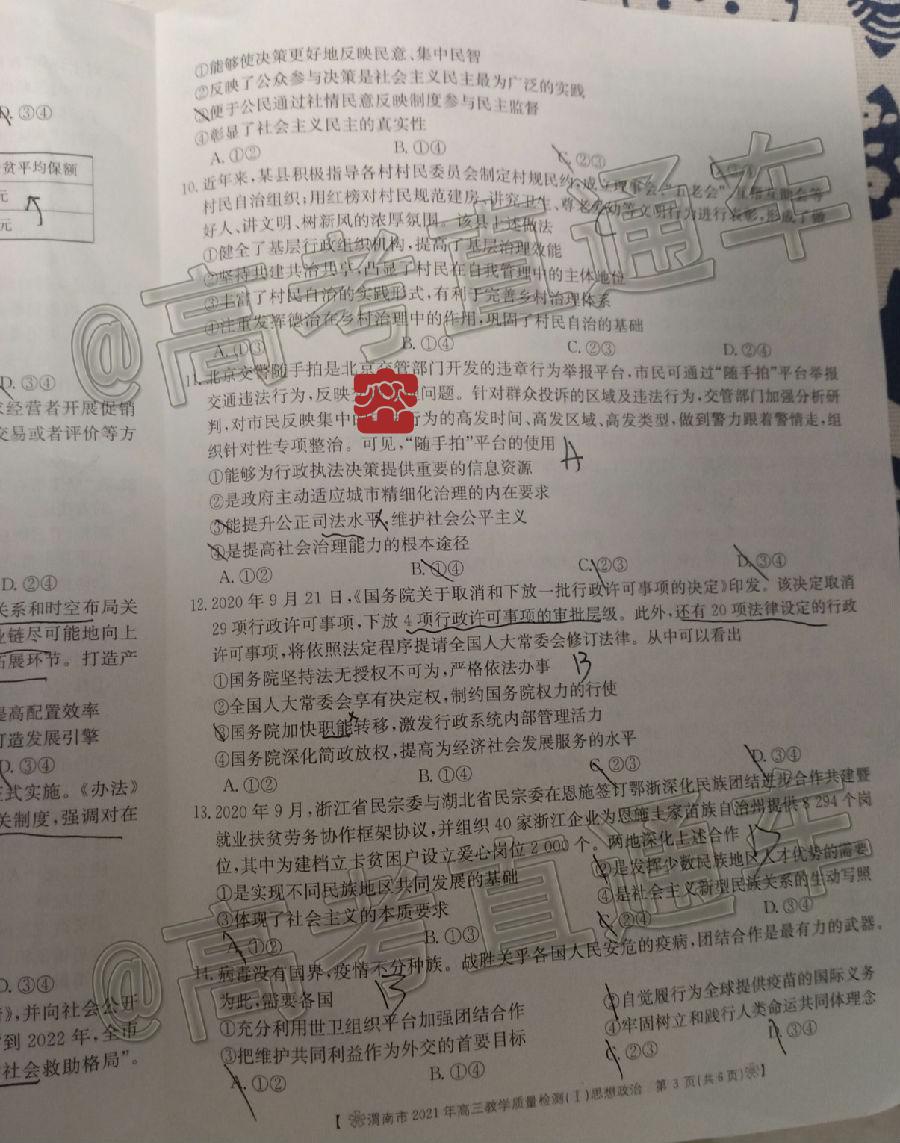 D. ③④
贫平均保额
元
元
D. ③④
求经营者开展促销
交易或者评价等方
D. ②④
关系和时空布局关
业链尽可能地向上
拓展环节。打造产
提高配置效率
打造发展引擎
D. ③④
正式实施。《办法》
关制度，强调对在
D. ③④
》，并向社会公开
到 2022 年，全市
社会救助格局”。
①能够使决策更好地反映民意、集中民智
②反映了公众参与决策是社会主义民主最为广泛的实践
③便于公民通过社情民意反映制度参与民主监督
④彰显了社会主义民主的真实性
A. ①② B. ①④ C. ②③
10. 近年来，某县积极指导各村村民委员会制定村规民约，成立理事会、
村民自治组织；用红榜对村民规范建房、讲究卫生、尊老爱幼等文明行为进行表彰，形成了
好人、讲文明、树新风的浓厚氛围。该县上述做法
①健全了基层行政组织机构，提高了基层治理效能
②坚持共建共治共享，凸显了村民在自我管理中的主体地位
③丰富了村民自治的实践形式，有利于完善乡村治理体系
④注重发挥德治在乡村治理中的作用，巩固了村民自治的基础
A. ①③ B. ①④ C. ②③ D. ②④
11. 北京交警随手拍是北京交管部门开发的违章行为举报平台，市民可通过“随手拍”平台举报
交通违法行为，反映 问题。针对群众投诉的区域及违法行为，交管部门加强分析研
判，对市民反映集中 行为的高发时间、高发区域、高发类型，做到警力跟着警情走，组
织针对性专项整治。可见，“随手拍”平台的使用 A
①能够为行政执法决策提供重要的信息资源
②是政府主动适应城市精细化治理的内在要求
③能提升公正司法水平，维护社会公平主义
④是提高社会治理能力的根本途径
A. ①② B. ①④ C. ②③ D. ③④
12. 2020 年 9 月 21 日，《国务院关于取消和下放一批行政许可事项的决定》印发。该决定取消
29 项行政许可事项，下放 4 项行政许可事项的审批层级。此外，还有 20 项法律设定的行政
许可事项，将依照法定程序提请全国人大常委会修订法律。从中可以看出
①国务院坚持法无授权不可为，严格依法办事 B
②全国人大常委会享有决定权，制约国务院权力的行使
③国务院加快职能转移，激发行政系统内部管理活力
④国务院深化简政放权，提高为经济社会发展服务的水平
A. ①② B. ①④ C. ②③ D. ③④
13. 2020 年 9 月，浙江省民宗委与湖北省民宗委在恩施签订鄂浙深化民族团结进步合作共建暨
就业扶贫劳务协作框架协议，并组织 40 家浙江企业为恩施土家苗族自治州提供 8 294 个岗
位，其中为建档立卡贫困户设立爱心岗位 2 000 个。两地深化上述合作 B
①是实现不同民族地区共同发展的基础 ②是发挥少数民族地区人才优势的需要
③体现了社会主义的本质要求 ④是社会主义新型民族关系的生动写照
A. ①② B. ①③ C. ②④ D. ③④
14. 病毒没有国界，疫情不分种族。战胜关乎各国人民安危的疫病，团结合作是最有力的武器。
为此，需要各国 B
①充分利用世卫组织平台加强团结合作 ②自觉履行为全球提供疫苗的国际义务
③把维护共同利益作为外交的首要目标 ④牢固树立和践行人类命运共同体理念
A. ①② B. ①④ C. ②③ D. ③④
【※渭南市 2021 年高三教学质量检测(Ⅰ)思想政治 第 3 页(共 6 页)※】
@高考直通车
@高考直通车